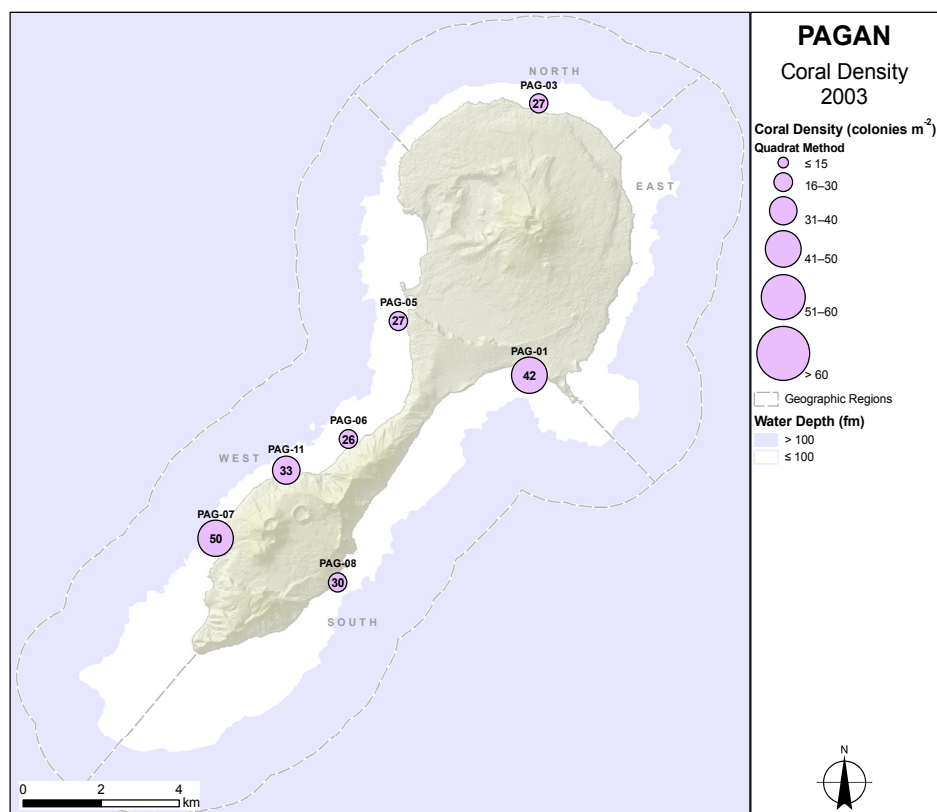 PAGAN
Coral Density
2003
Coral Density (colonies m⁻²)
Quadrat Method
≤ 15
16–30
31–40
41–50
51–60
> 60
Geographic Regions
Water Depth (fm)
> 100
≤ 100
N
NORTH
PAG-03
27
EAST
PAG-05
27
PAG-01
42
PAG-06
26
WEST
PAG-11
33
PAG-07
50
PAG-08
30
SOUTH
0 2 4
km